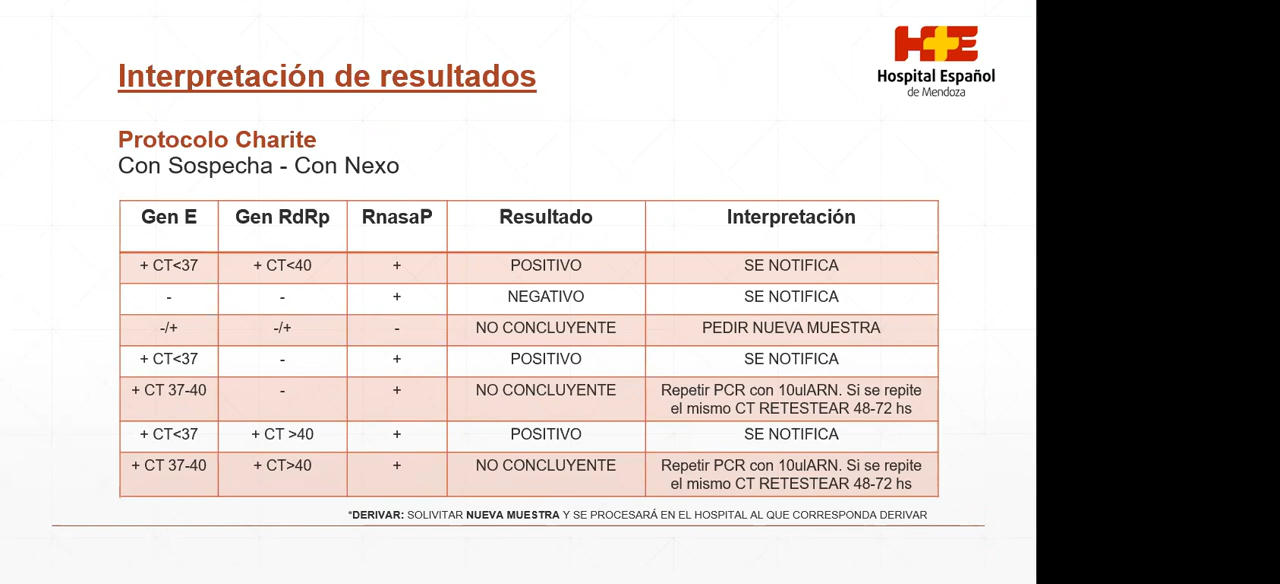 Hospital Español
de Mendoza
Interpretación de resultados
Protocolo Charite
Con Sospecha - Con Nexo
Gen E Gen RdRp RnasaP Resultado Interpretación
+ CT<37 + CT<40 + POSITIVO SE NOTIFICA
- - + NEGATIVO SE NOTIFICA
-/+ -/+ - NO CONCLUYENTE PEDIR NUEVA MUESTRA
+ CT<37 - + POSITIVO SE NOTIFICA
+ CT 37-40 - + NO CONCLUYENTE Repetir PCR con 10ulARN. Si se repite
el mismo CT RETESTEAR 48-72 hs
+ CT<37 + CT >40 + POSITIVO SE NOTIFICA
+ CT 37-40 + CT>40 + NO CONCLUYENTE Repetir PCR con 10ulARN. Si se repite
el mismo CT RETESTEAR 48-72 hs
*DERIVAR: SOLIVITAR NUEVA MUESTRA Y SE PROCESARÁ EN EL HOSPITAL AL QUE CORRESPONDA DERIVAR